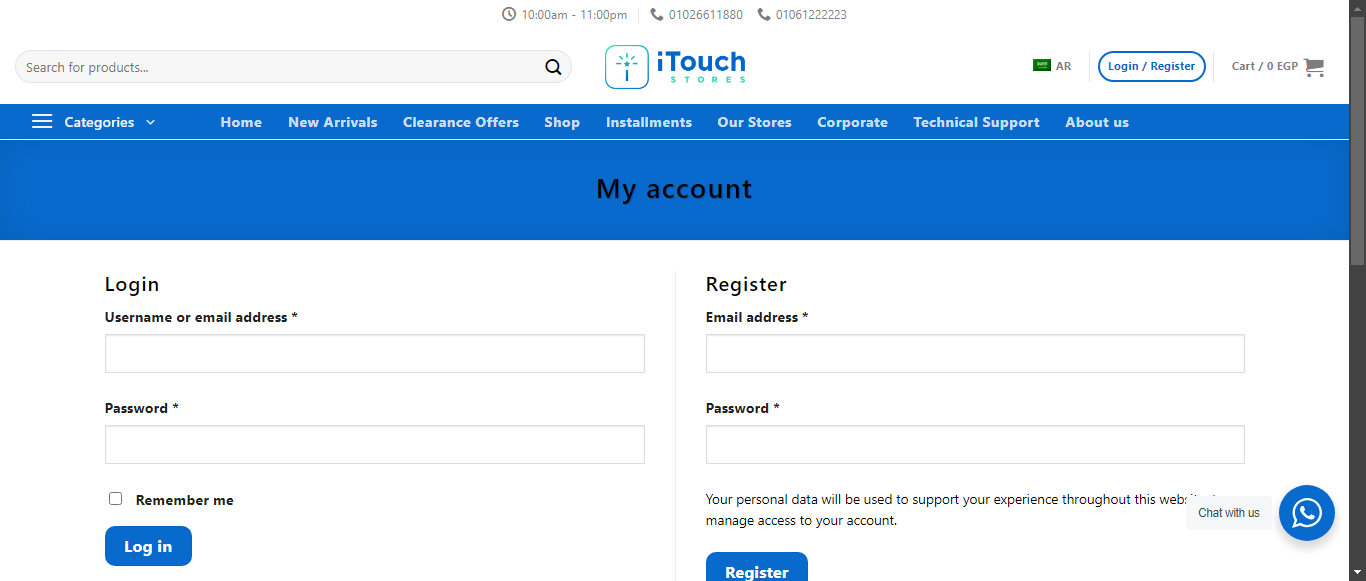 10:00am - 11:00pm 01026611880 01061222223
Search for products...
iTouch
STORES
AR
Login / Register
Cart / 0 EGP
Categories Home New Arrivals Clearance Offers Shop Installments Our Stores Corporate Technical Support About us
My account
Login
Username or email address *
Password *
Remember me
Log in
Register
Email address *
Password *
Your personal data will be used to support your experience throughout this
manage access to your account.
Register
Chat with us